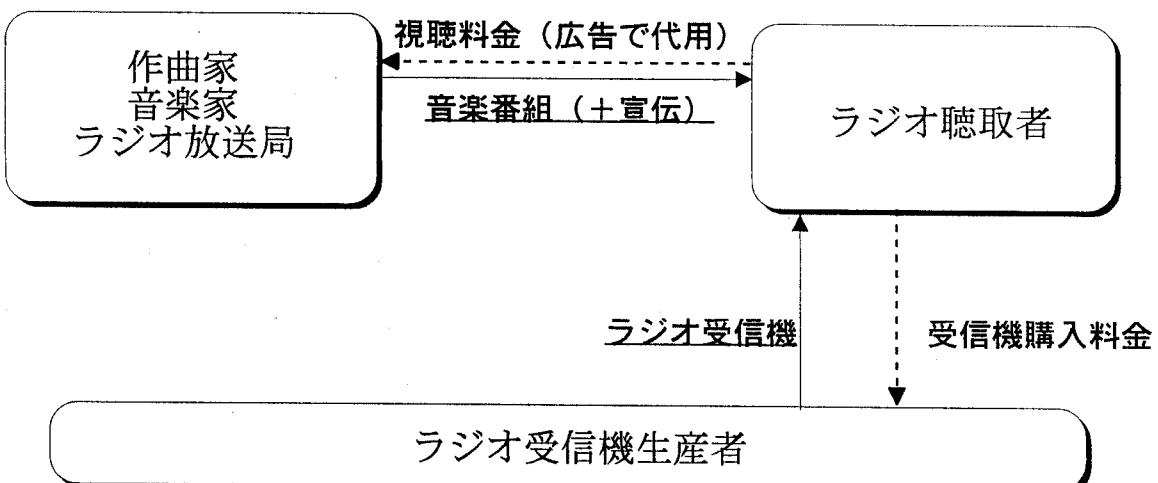 視聴料金（広告で代用）
作曲家
音楽家
ラジオ放送局
音楽番組（＋宣伝）
ラジオ聴取者
ラジオ受信機
受信機購入料金
ラジオ受信機生産者